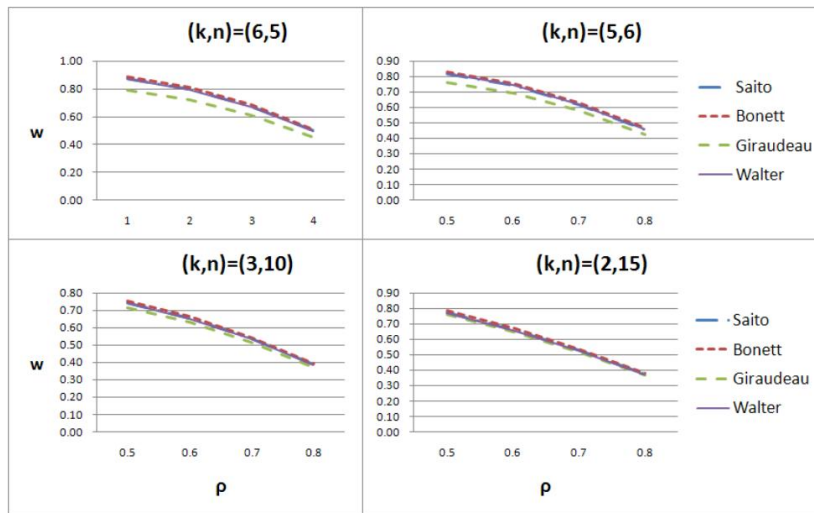 (k,n)=(6,5)
1.00
0.80
0.60
0.40
0.20
0.00
w
1 2 3 4
(k,n)=(5,6)
0.90
0.80
0.70
0.60
0.50
0.40
0.30
0.20
0.10
0.00
0.5 0.6 0.7 0.8
Saito
Bonett
Giraudeau
Walter
(k,n)=(3,10)
0.80
0.70
0.60
0.50
0.40
0.30
0.20
0.10
0.00
w
0.5 0.6 0.7 0.8
ρ
(k,n)=(2,15)
0.90
0.80
0.70
0.60
0.50
0.40
0.30
0.20
0.10
0.00
0.5 0.6 0.7 0.8
ρ
Saito
Bonett
Giraudeau
Walter